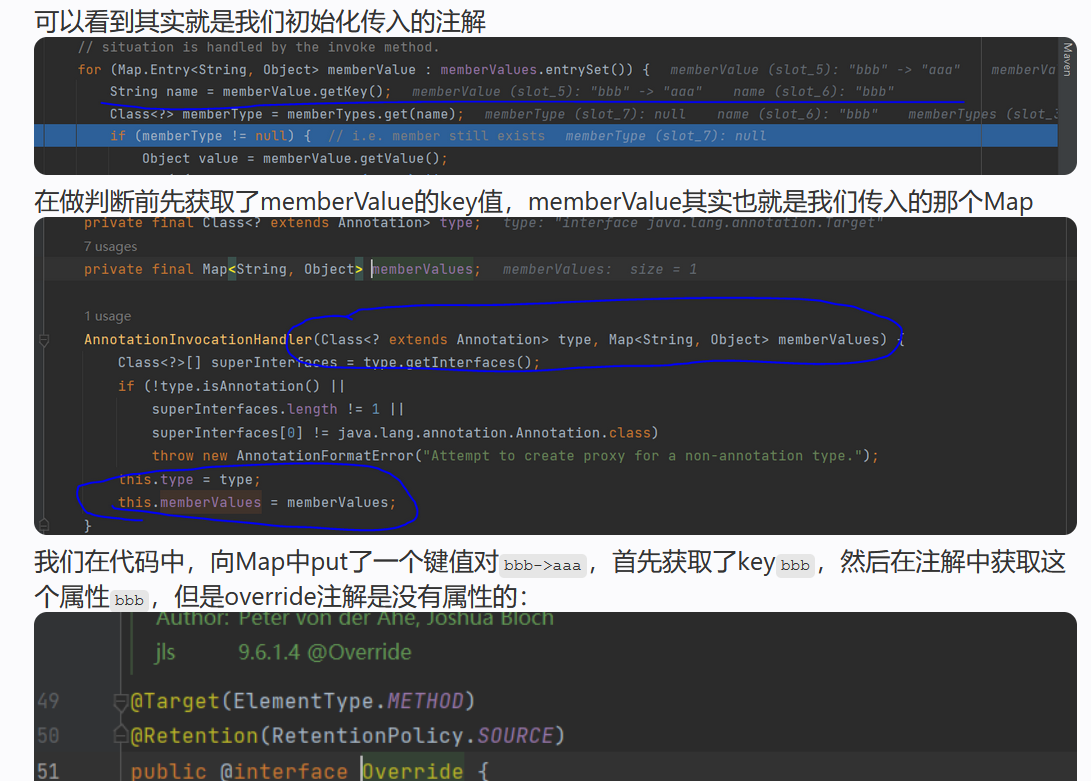 可以看到其实就是我们初始化传入的注解
// situation is handled by the invoke method.
for (Map.Entry<String, Object> memberValue : memberValues.entrySet()) {  memberValue (slot_5): "bbb" -> "aaa"    memberVa
Maven
String name = memberValue.getKey();  memberValue (slot_5): "bbb" -> "aaa"    name (slot_6): "bbb"
Class<?> memberType = memberTypes.get(name);  memberType (slot_7): null    name (slot_6): "bbb"    memberTypes (slot_3
if (memberType != null) {  // i.e. member still exists  memberType (slot_7): null
Object value = memberValue.getValue();
在做判断前先获取了memberValue的key值，memberValue其实也就是我们传入的那个Map
private final Class<? extends Annotation> type;  type: "interface java.lang.annotation.Target"
7 usages
private final Map<String, Object> memberValues;  memberValues:  size = 1
1 usage
AnnotationInvocationHandler(Class<? extends Annotation> type, Map<String, Object> memberValues) {
Class<?>[] superInterfaces = type.getInterfaces();
if (!type.isAnnotation() ||
superInterfaces.length != 1 ||
superInterfaces[0] != java.lang.annotation.Annotation.class)
throw new AnnotationFormatError("Attempt to create proxy for a non-annotation type.");
this.type = type;
this.memberValues = memberValues;
}
我们在代码中，向Map中put了一个键值对bbb->aaa，首先获取了key bbb，然后在注解中获取这
个属性bbb，但是override注解是没有属性的：
Author: Peter von der Ahé, Joshua Bloch
jls 9.6.1.4 @Override
49 @Target(ElementType.METHOD)
50 @Retention(RetentionPolicy.SOURCE)
51 public @interface Override {